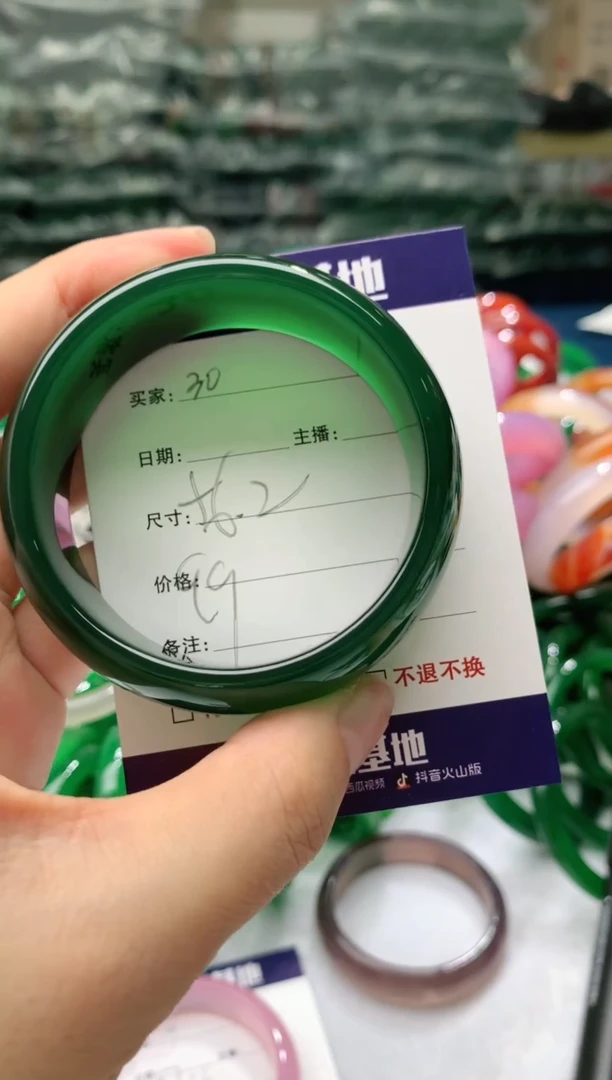 基地
买家: 30
日期: 主播:
尺寸: 56.2
价格: 99
备注:
不退不换
基地
西瓜视频 抖音火山版
基地